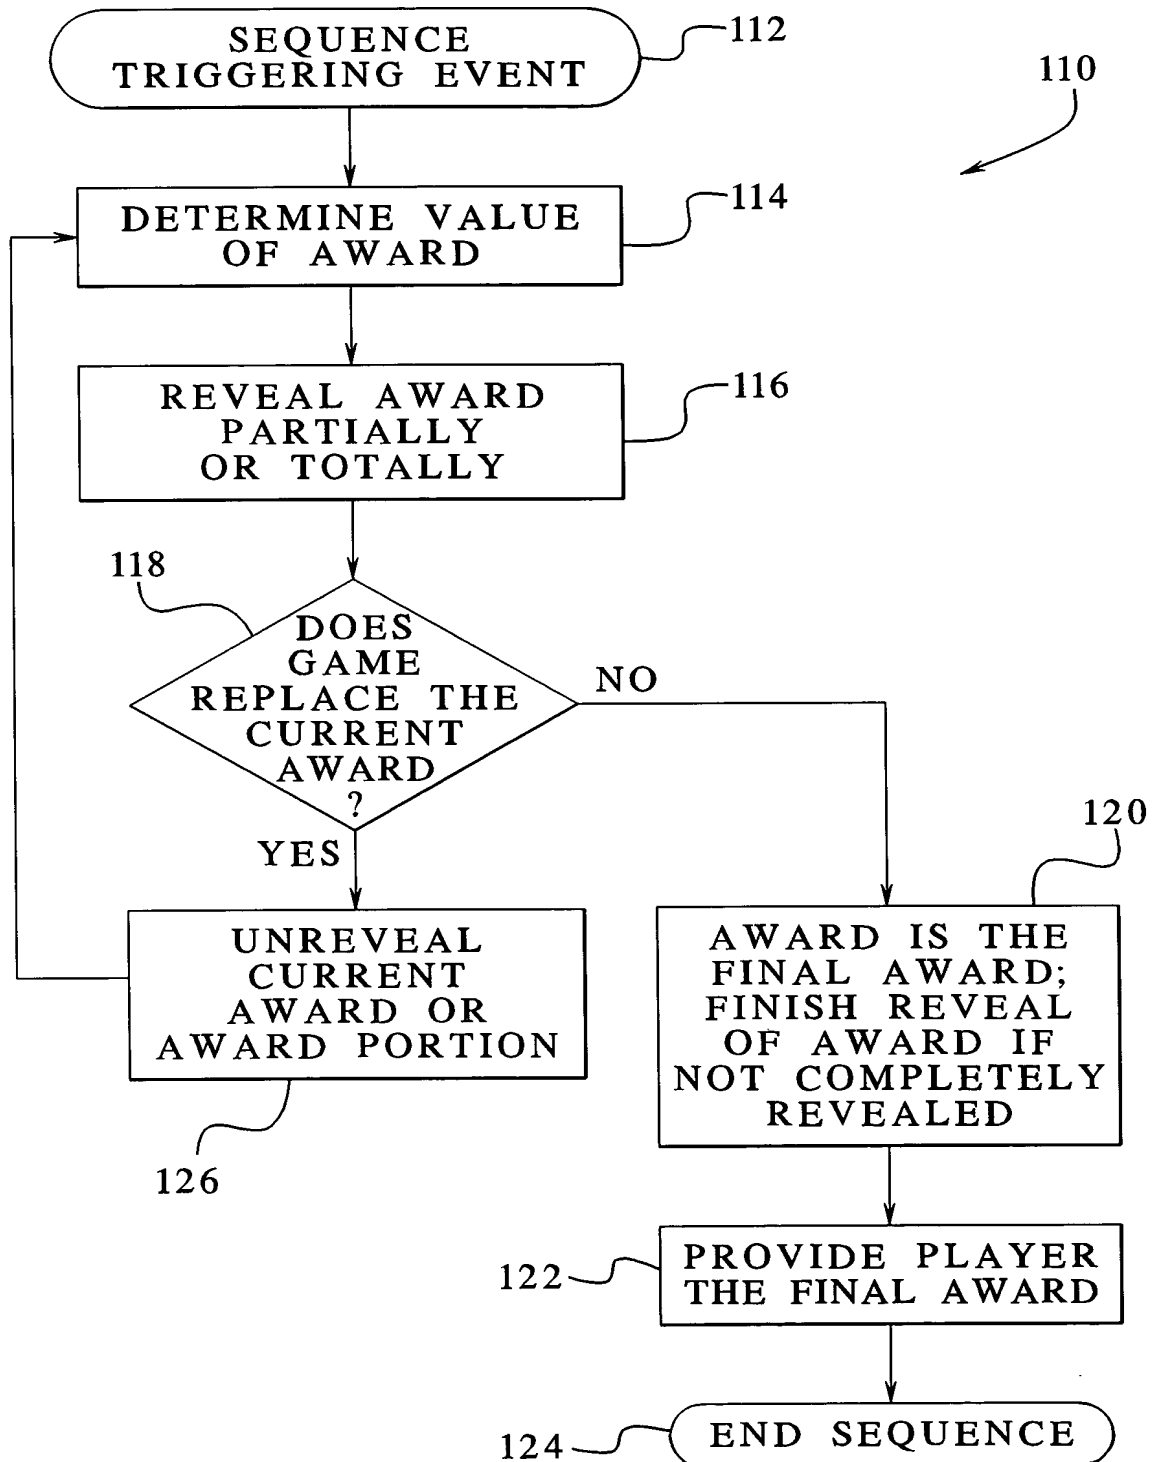 SEQUENCE
TRIGGERING EVENT
112
110
DETERMINE VALUE
OF AWARD
114
REVEAL AWARD
PARTIALLY
OR TOTALLY
116
118
DOES
GAME
REPLACE THE
CURRENT
AWARD
?
NO
YES
120
UNREVEAL
CURRENT
AWARD OR
AWARD PORTION
126
AWARD IS THE
FINAL AWARD;
FINISH REVEAL
OF AWARD IF
NOT COMPLETELY
REVEALED
122
PROVIDE PLAYER
THE FINAL AWARD
124
END SEQUENCE